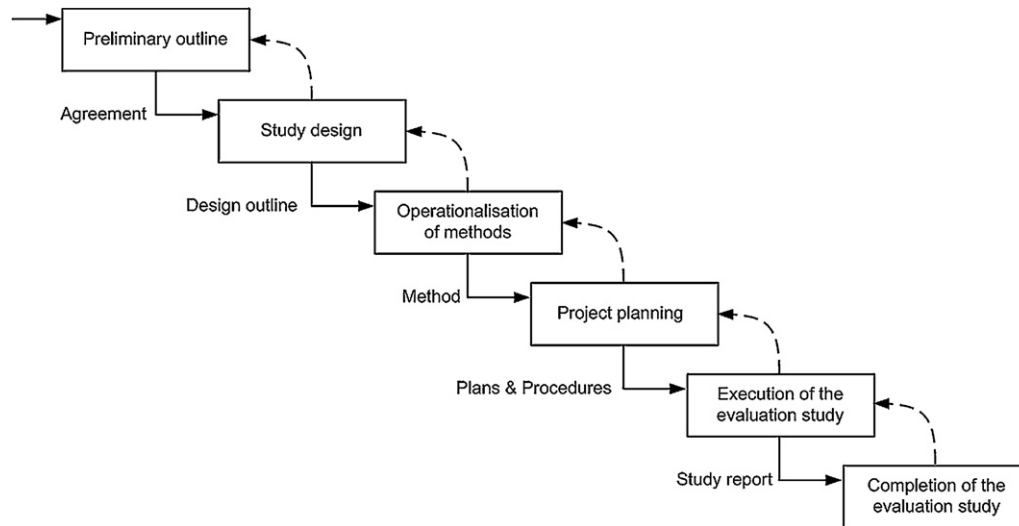 Preliminary outline
Agreement
Study design
Design outline
Operationalisation
of methods
Method
Project planning
Plans & Procedures
Execution of the
evaluation study
Study report
Completion of the
evaluation study